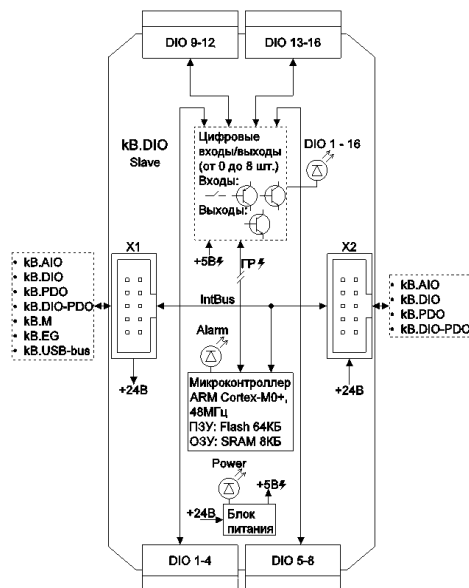 DIO 9-12
DIO 13-16
kB.DIO
Slave
Цифровые
входы/выходы
(от 0 до 8 шт.)
Входы:
Выходы:
DIO 1 - 16
+5В
ГР
X1
X2
• kB.AIO
• kB.DIO
• kB.PDO
• kB.DIO-PDO
• kB.M
• kB.EG
• kB.USB-bus
IntBus
• kB.AIO
• kB.DIO
• kB.PDO
• kB.DIO-PDO
+24В
+24В
Alarm
Микроконтроллер
ARM Cortex-M0+,
48МГц
ПЗУ: Flash 64КБ
ОЗУ: SRAM 8КБ
Power
+5В
+24В
Блок
питания
DIO 1-4
DIO 5-8